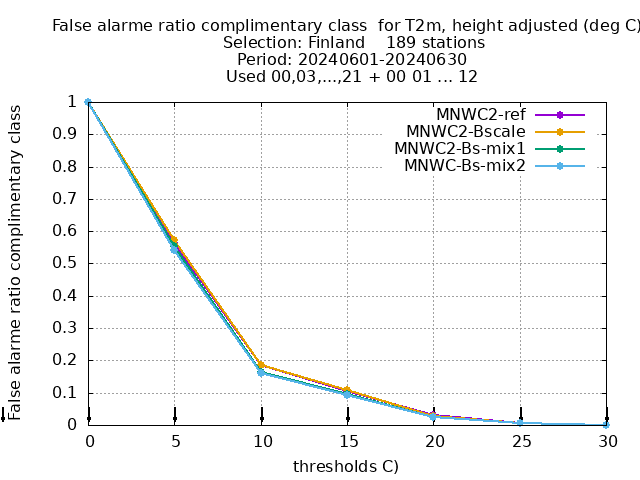 False alarme ratio complimentary class  for T2m, height adjusted (deg C)
Selection: Finland    189 stations
Period: 20240601-20240630
Used 00,03,...,21 + 00 01 ... 12
False alarme ratio complimentary class
1
0.9
0.8
0.7
0.6
0.5
0.4
0.3
0.2
0.1
0
MNWC2-ref
MNWC2-Bscale
MNWC2-Bs-mix1
MNWC-Bs-mix2
0 5 10 15 20 25 30
thresholds C)